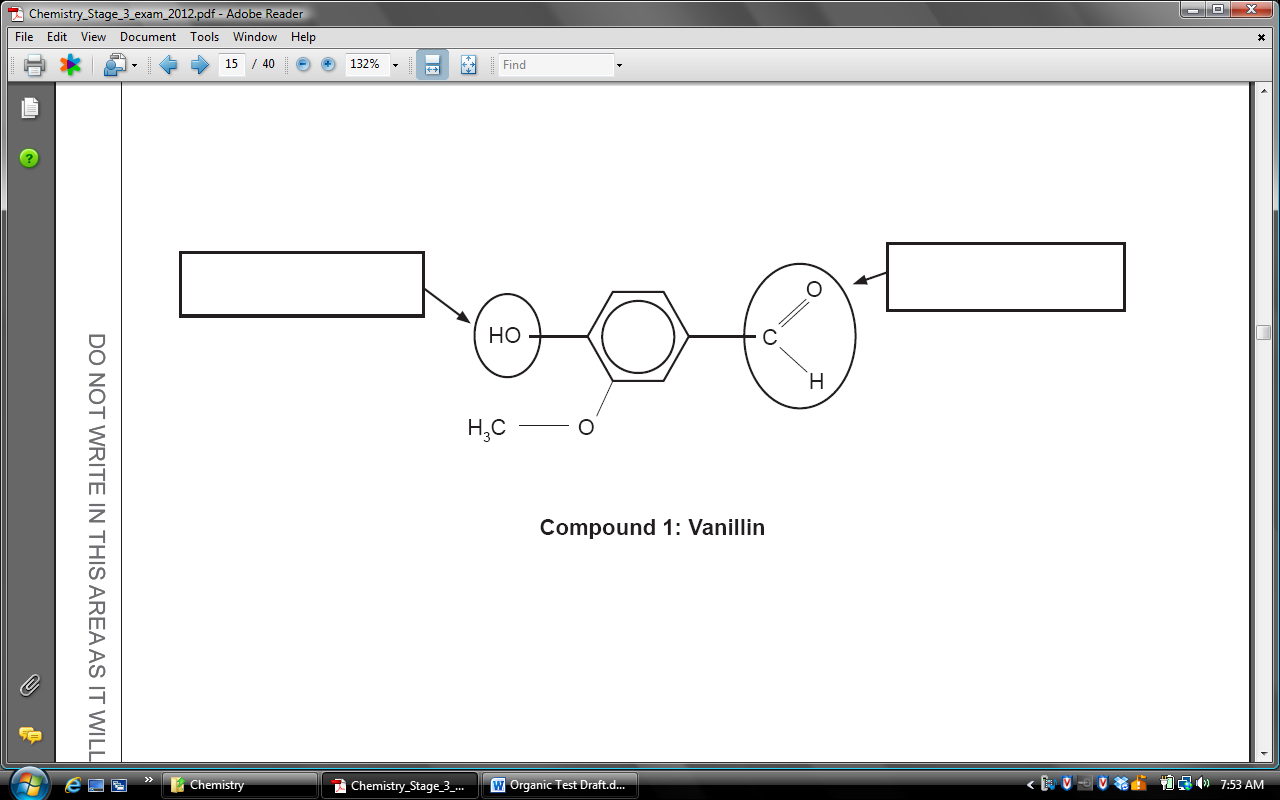 Chemistry_Stage_3_exam_2012.pdf - Adobe Reader
File Edit View Document Tools Window Help
15 / 40 132% Find
DO NOT WRITE IN THIS AREA AS IT WILL
O
HO
C
H
H3C O
Compound 1: Vanillin
Chemistry Chemistry_Stage_3_... Organic Test Draft.d... 7:53 AM